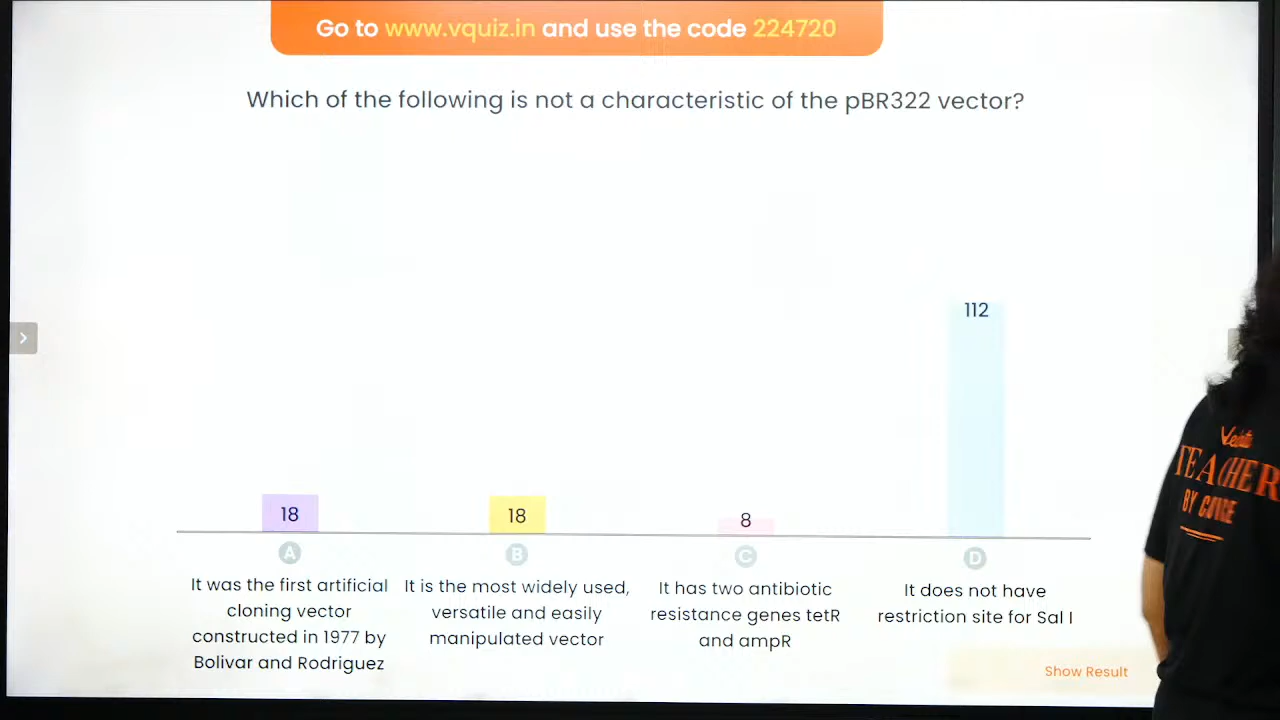 Go to www.vquiz.in and use the code 224720
Which of the following is not a characteristic of the pBR322 vector?
112
18
18
8
A
B
C
D
It was the first artificial
cloning vector
constructed in 1977 by
Bolivar and Rodriguez
It is the most widely used,
versatile and easily
manipulated vector
It has two antibiotic
resistance genes tetR
and ampR
It does not have
restriction site for Sal I
Show Result
TEACHER
BY